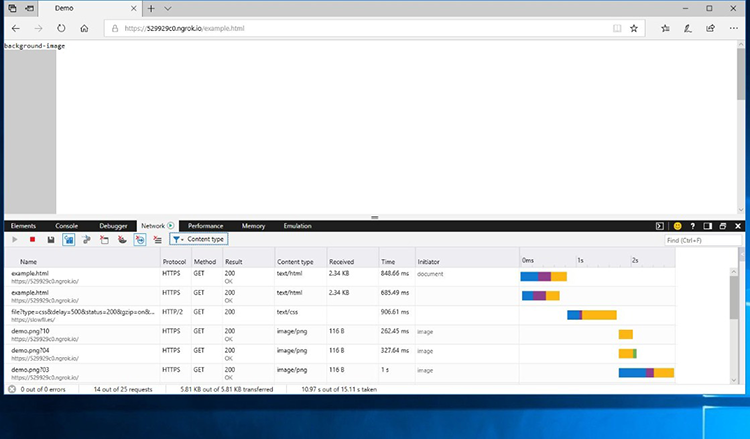 Demo
https://529929c0.ngrok.io/example.html
background-image
Elements Console Debugger Network Performance Memory Emulation
Content type Find (Ctrl+F)
Name Protocol Method Result Content type Received Time Initiator 0ms 1s 2s
example.html HTTPS GET 200 text/html 2.34 KB 848.66 ms document
https://529929c0.ngrok.io/ OK
example.html HTTPS GET 200 text/html 2.34 KB 685.49 ms
https://529929c0.ngrok.io/ OK
file?type=css&delay=500&status=200&gzip=on&... HTTP/2 GET 200 text/css 906.61 ms
https://slowfil.es/ OK
demo.png?10 HTTPS GET 200 image/png 116 B 262.45 ms image
https://529929c0.ngrok.io/ OK
demo.png?04 HTTPS GET 200 image/png 116 B 327.64 ms image
https://529929c0.ngrok.io/ OK
demo.png?03 HTTPS GET 200 image/png 116 B 1 s image
https://529929c0.ngrok.io/ OK
0 out of 0 errors 14 out of 25 requests 5.81 KB out of 5.81 KB transferred 10.97 s out of 15.11 s taken